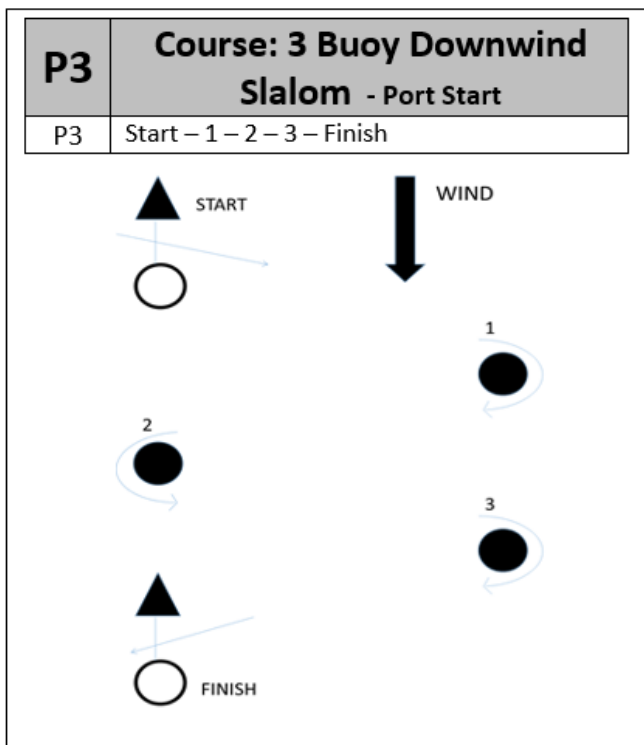 P3
Course: 3 Buoy Downwind
Slalom - Port Start
P3
Start – 1 – 2 – 3 – Finish
START
WIND
1
2
3
FINISH